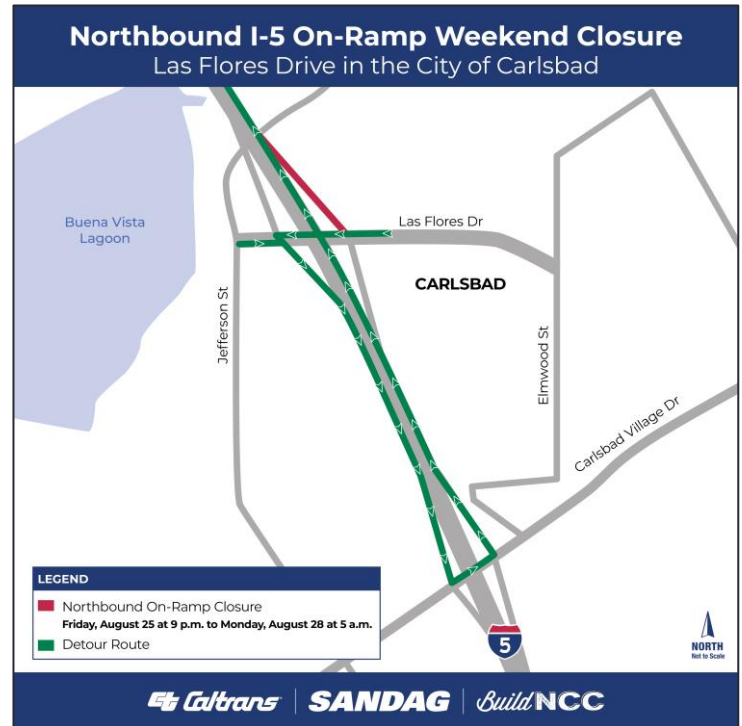 Northbound I-5 On-Ramp Weekend Closure
Las Flores Drive in the City of Carlsbad
Buena Vista
Lagoon
Las Flores Dr
CARLSBAD
Jefferson St
Elmwood St
Carlsbad Village Dr
LEGEND
Northbound On-Ramp Closure
Friday, August 25 at 9 p.m. to Monday, August 28 at 5 a.m.
Detour Route
5
NORTH
Not to Scale
Caltrans
SANDAG
Build NCC